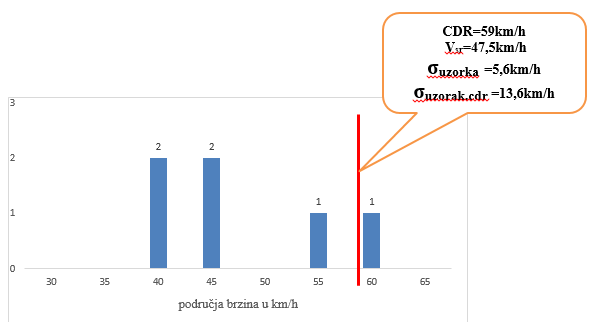 CDR=59km/h
Vsr=47,5km/h
σuzorka =5,6km/h
σuzorak,cdr =13,6km/h
3
2
2
2
1
1
1
0
30 35 40 45 50 55 60 65
područja brzina u km/h